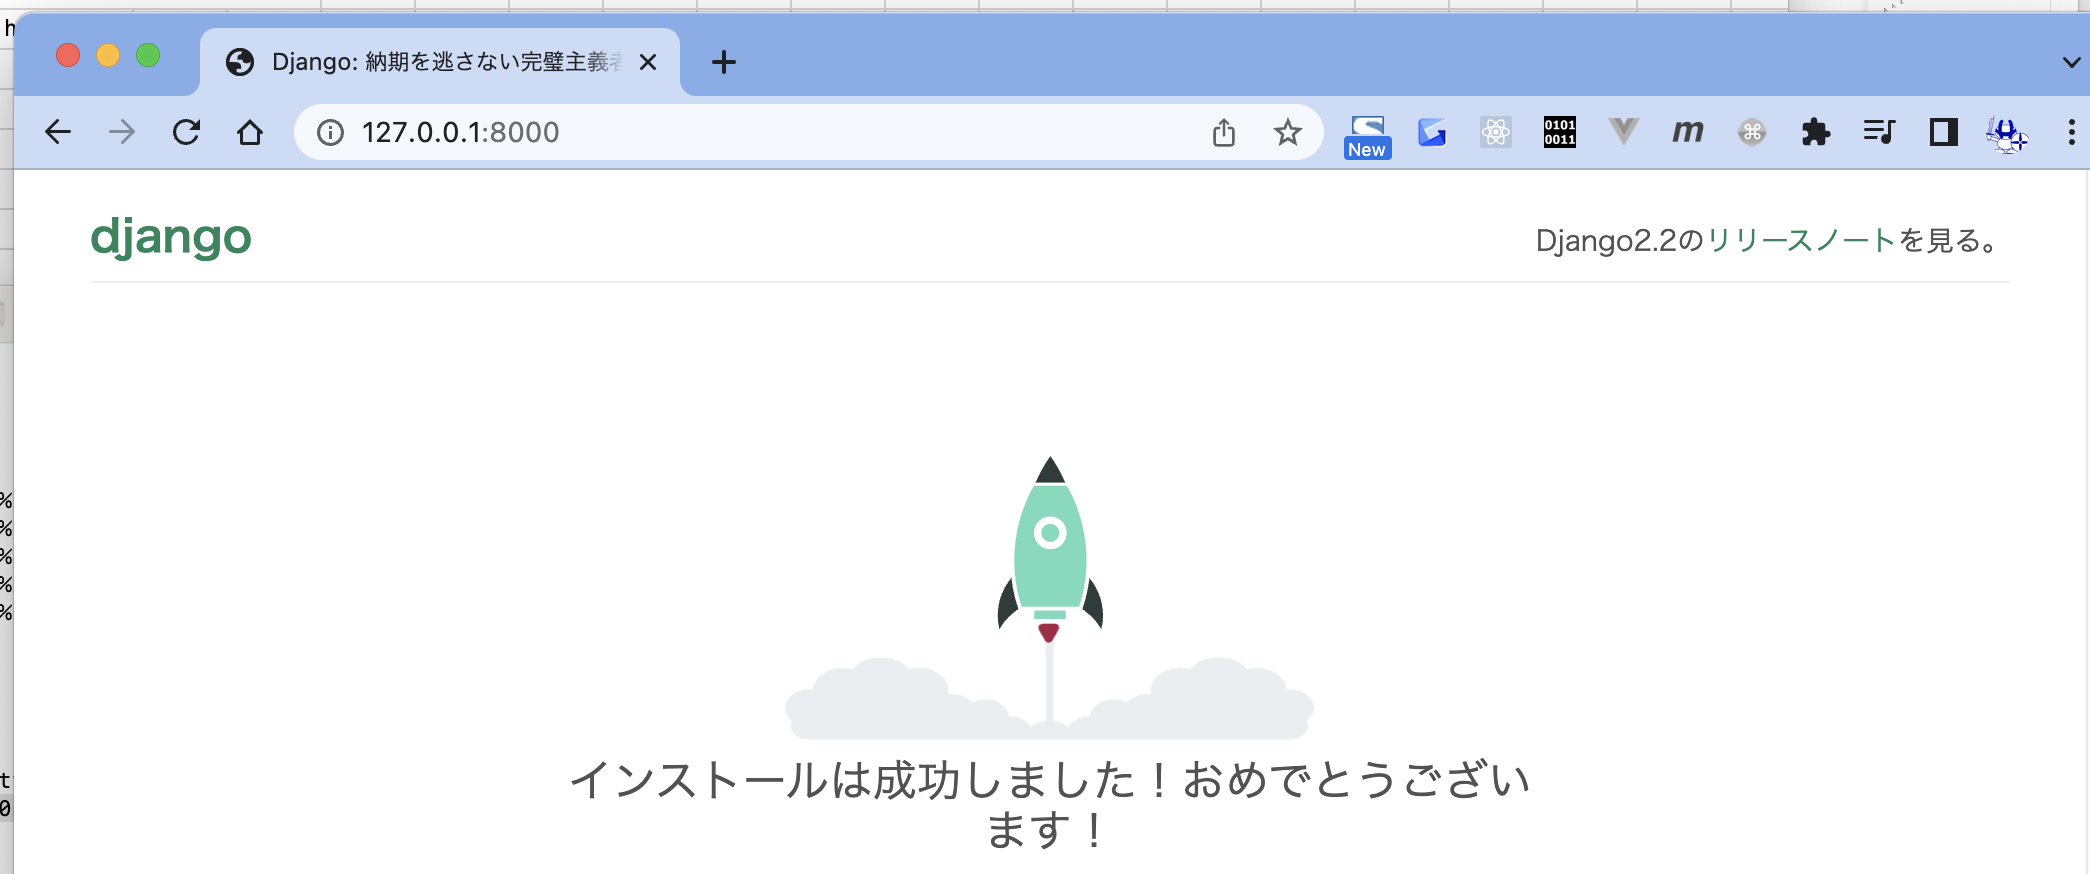 Django: 納期を逃さない完璧主義者
127.0.0.1:8000
0101
0011
New
m
django
Django2.2のリリースノートを見る。
%
%
%
%
%
インストールは成功しました！おめでとうござい
ます！